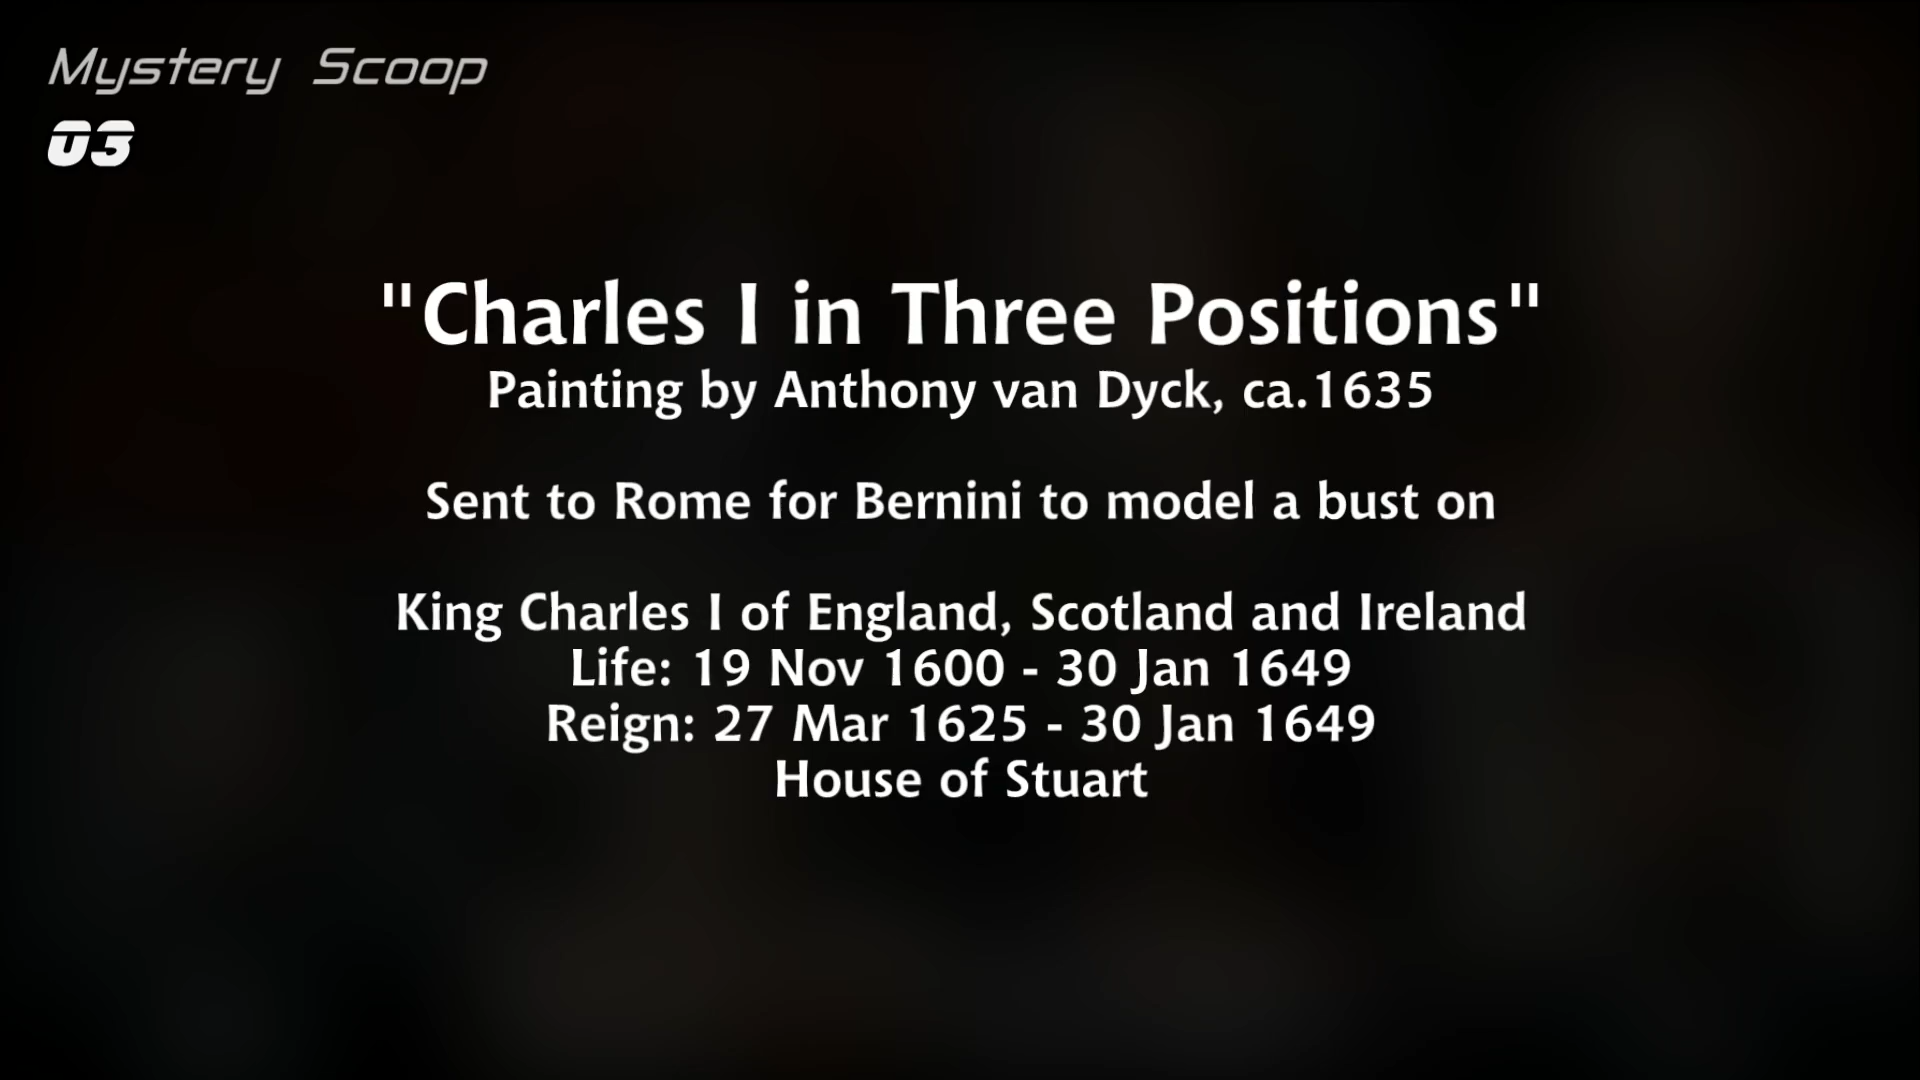 Mystery Scoop
03
"Charles I in Three Positions"
Painting by Anthony van Dyck, ca.1635
Sent to Rome for Bernini to model a bust on
King Charles I of England, Scotland and Ireland
Life: 19 Nov 1600 - 30 Jan 1649
Reign: 27 Mar 1625 - 30 Jan 1649
House of Stuart